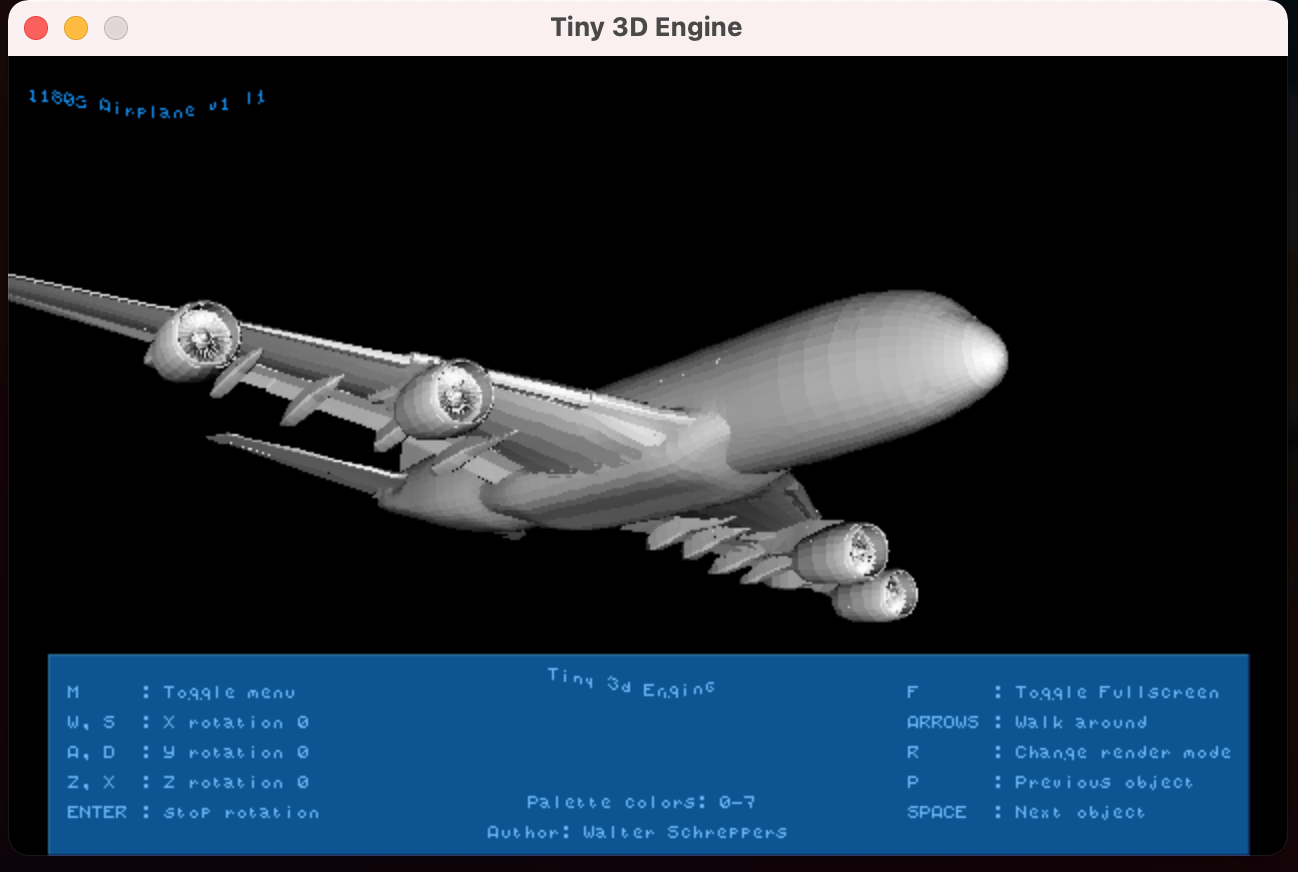 Tiny 3D Engine
11803 Airplane v1 l1
Tiny 3d Engine
M : Toggle menu
W, S : X rotation 0
A, D : Y rotation 0
Z, X : Z rotation 0
ENTER : stop rotation
Palette colors: 0-7
Author: Walter Schreppers
F : Toggle Fullscreen
ARROWS : Walk around
R : Change render mode
P : Previous object
SPACE : Next object